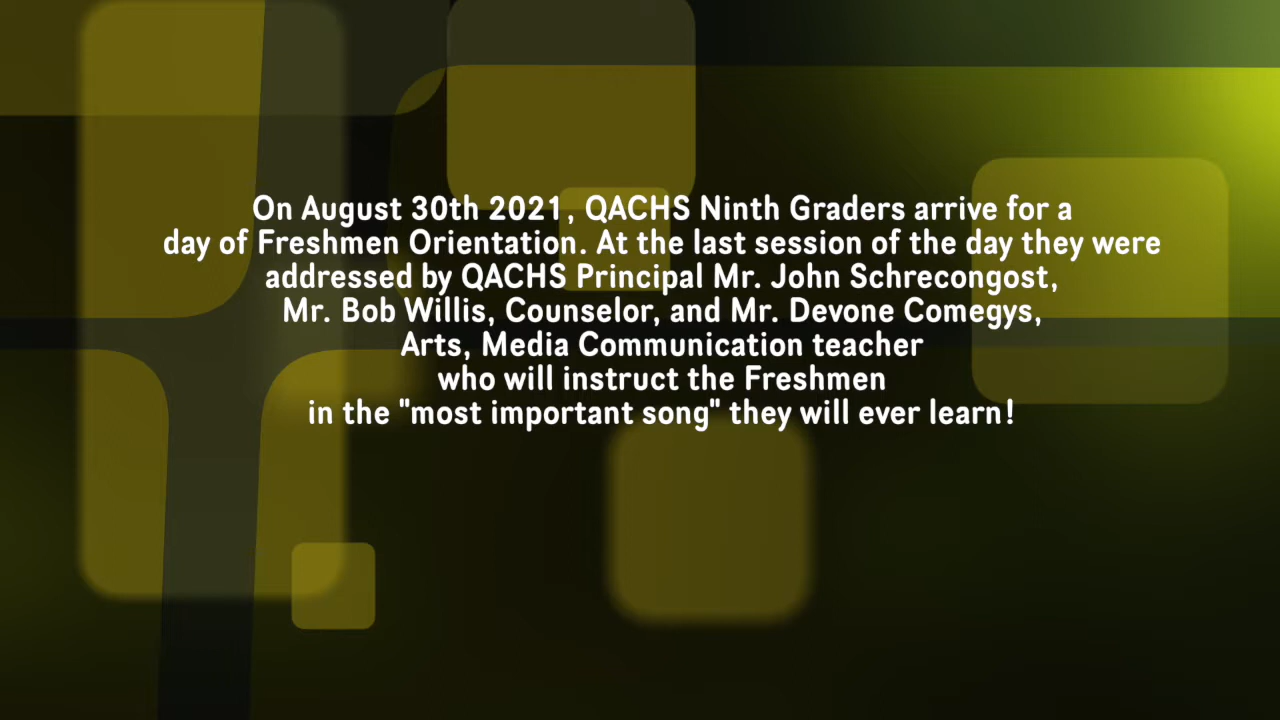 On August 30th 2021, QACHS Ninth Graders arrive for a
day of Freshmen Orientation. At the last session of the day they were
addressed by QACHS Principal Mr. John Schrecongost,
Mr. Bob Willis, Counselor, and Mr. Devone Comegys,
Arts, Media Communication teacher
who will instruct the Freshmen
in the "most important song" they will ever learn!